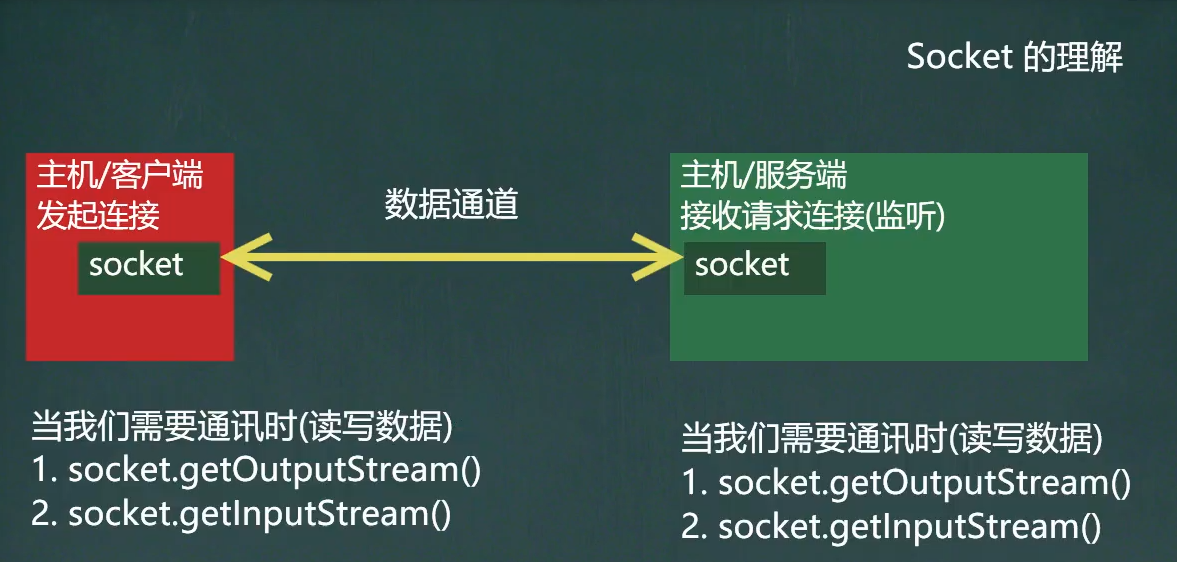 Socket 的理解
主机/客户端
发起连接
socket
数据通道
主机/服务端
接收请求连接(监听)
socket
当我们需要通讯时(读写数据)
1. socket.getOutputStream()
2. socket.getInputStream()
当我们需要通讯时(读写数据)
1. socket.getOutputStream()
2. socket.getInputStream()